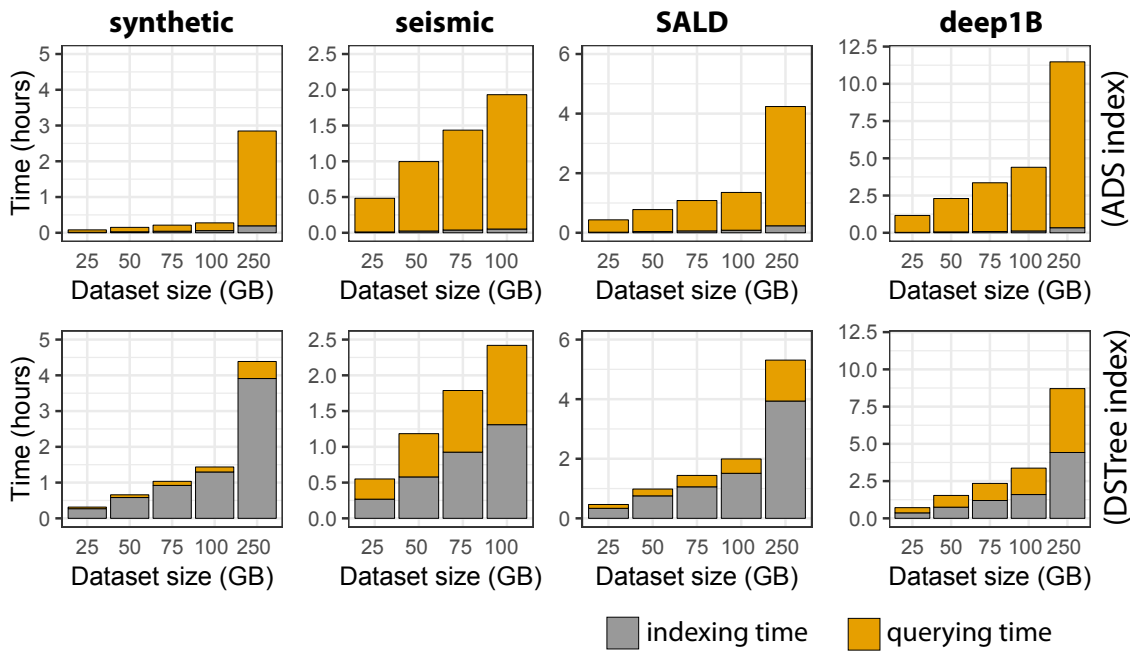 synthetic seismic SALD deep1B
Time (hours)
5
4
3
2
1
0
25 50 75 100 250
Dataset size (GB)
2.5
2.0
1.5
1.0
0.5
0.0
25 50 75 100
Dataset size (GB)
6
4
2
0
25 50 75 100 250
Dataset size (GB)
12.5
10.0
7.5
5.0
2.5
0.0
25 50 75 100 250
Dataset size (GB)
(ADS index)
Time (hours)
5
4
3
2
1
0
25 50 75 100 250
Dataset size (GB)
2.5
2.0
1.5
1.0
0.5
0.0
25 50 75 100
Dataset size (GB)
6
4
2
0
25 50 75 100 250
Dataset size (GB)
12.5
10.0
7.5
5.0
2.5
0.0
25 50 75 100 250
Dataset size (GB)
(DSTree index)
indexing time querying time